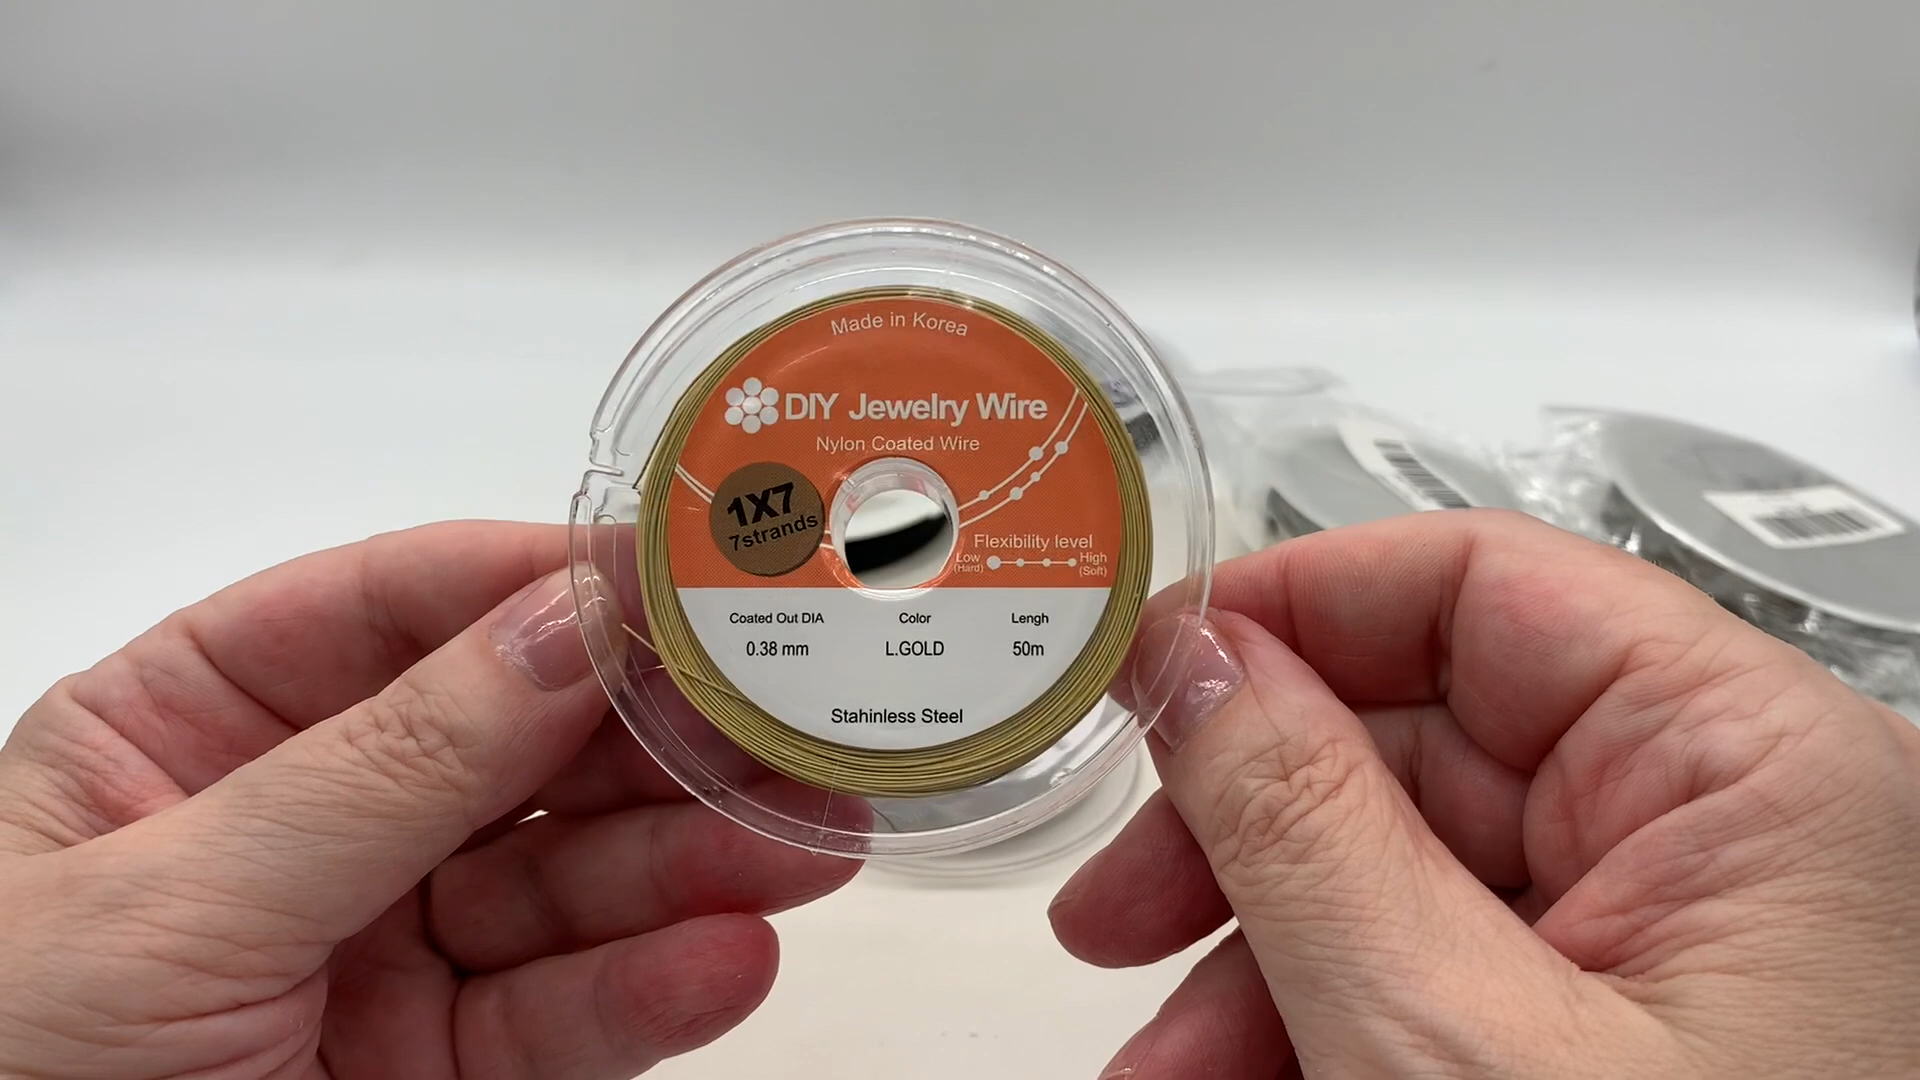 Made in Korea
DIY Jewelry Wire
Nylon Coated Wire
1X7
7strands
Flexibility level
Low
(Hard)
High
(Soft)
Coated Out DIA
Color
Lengh
0.38 mm
L.GOLD
50m
Stahinless Steel